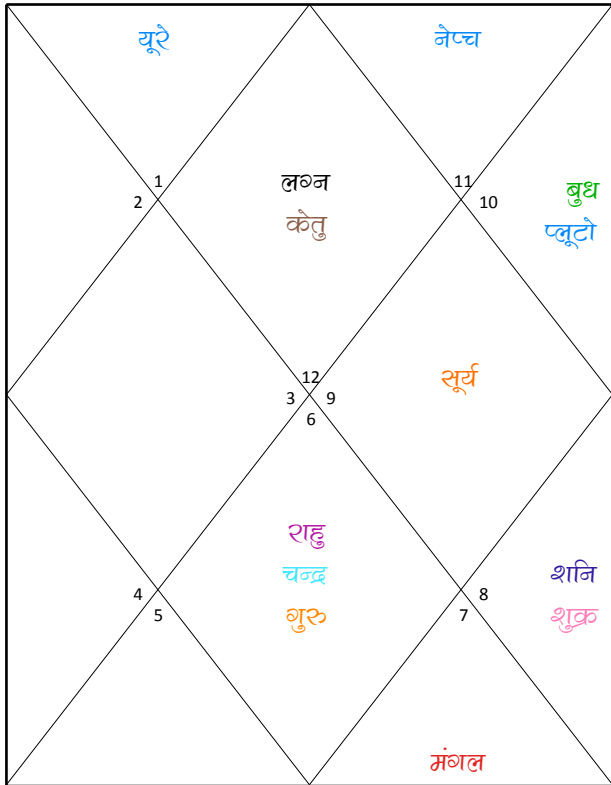 यूरे
नेप्च
1
2
लग्न
केतु
11
10
बुध
प्लूटो
12
3
9
6
सूर्य
राहु
चन्द्र
गुरु
4
5
8
7
शनि
शुक्र
मंगल